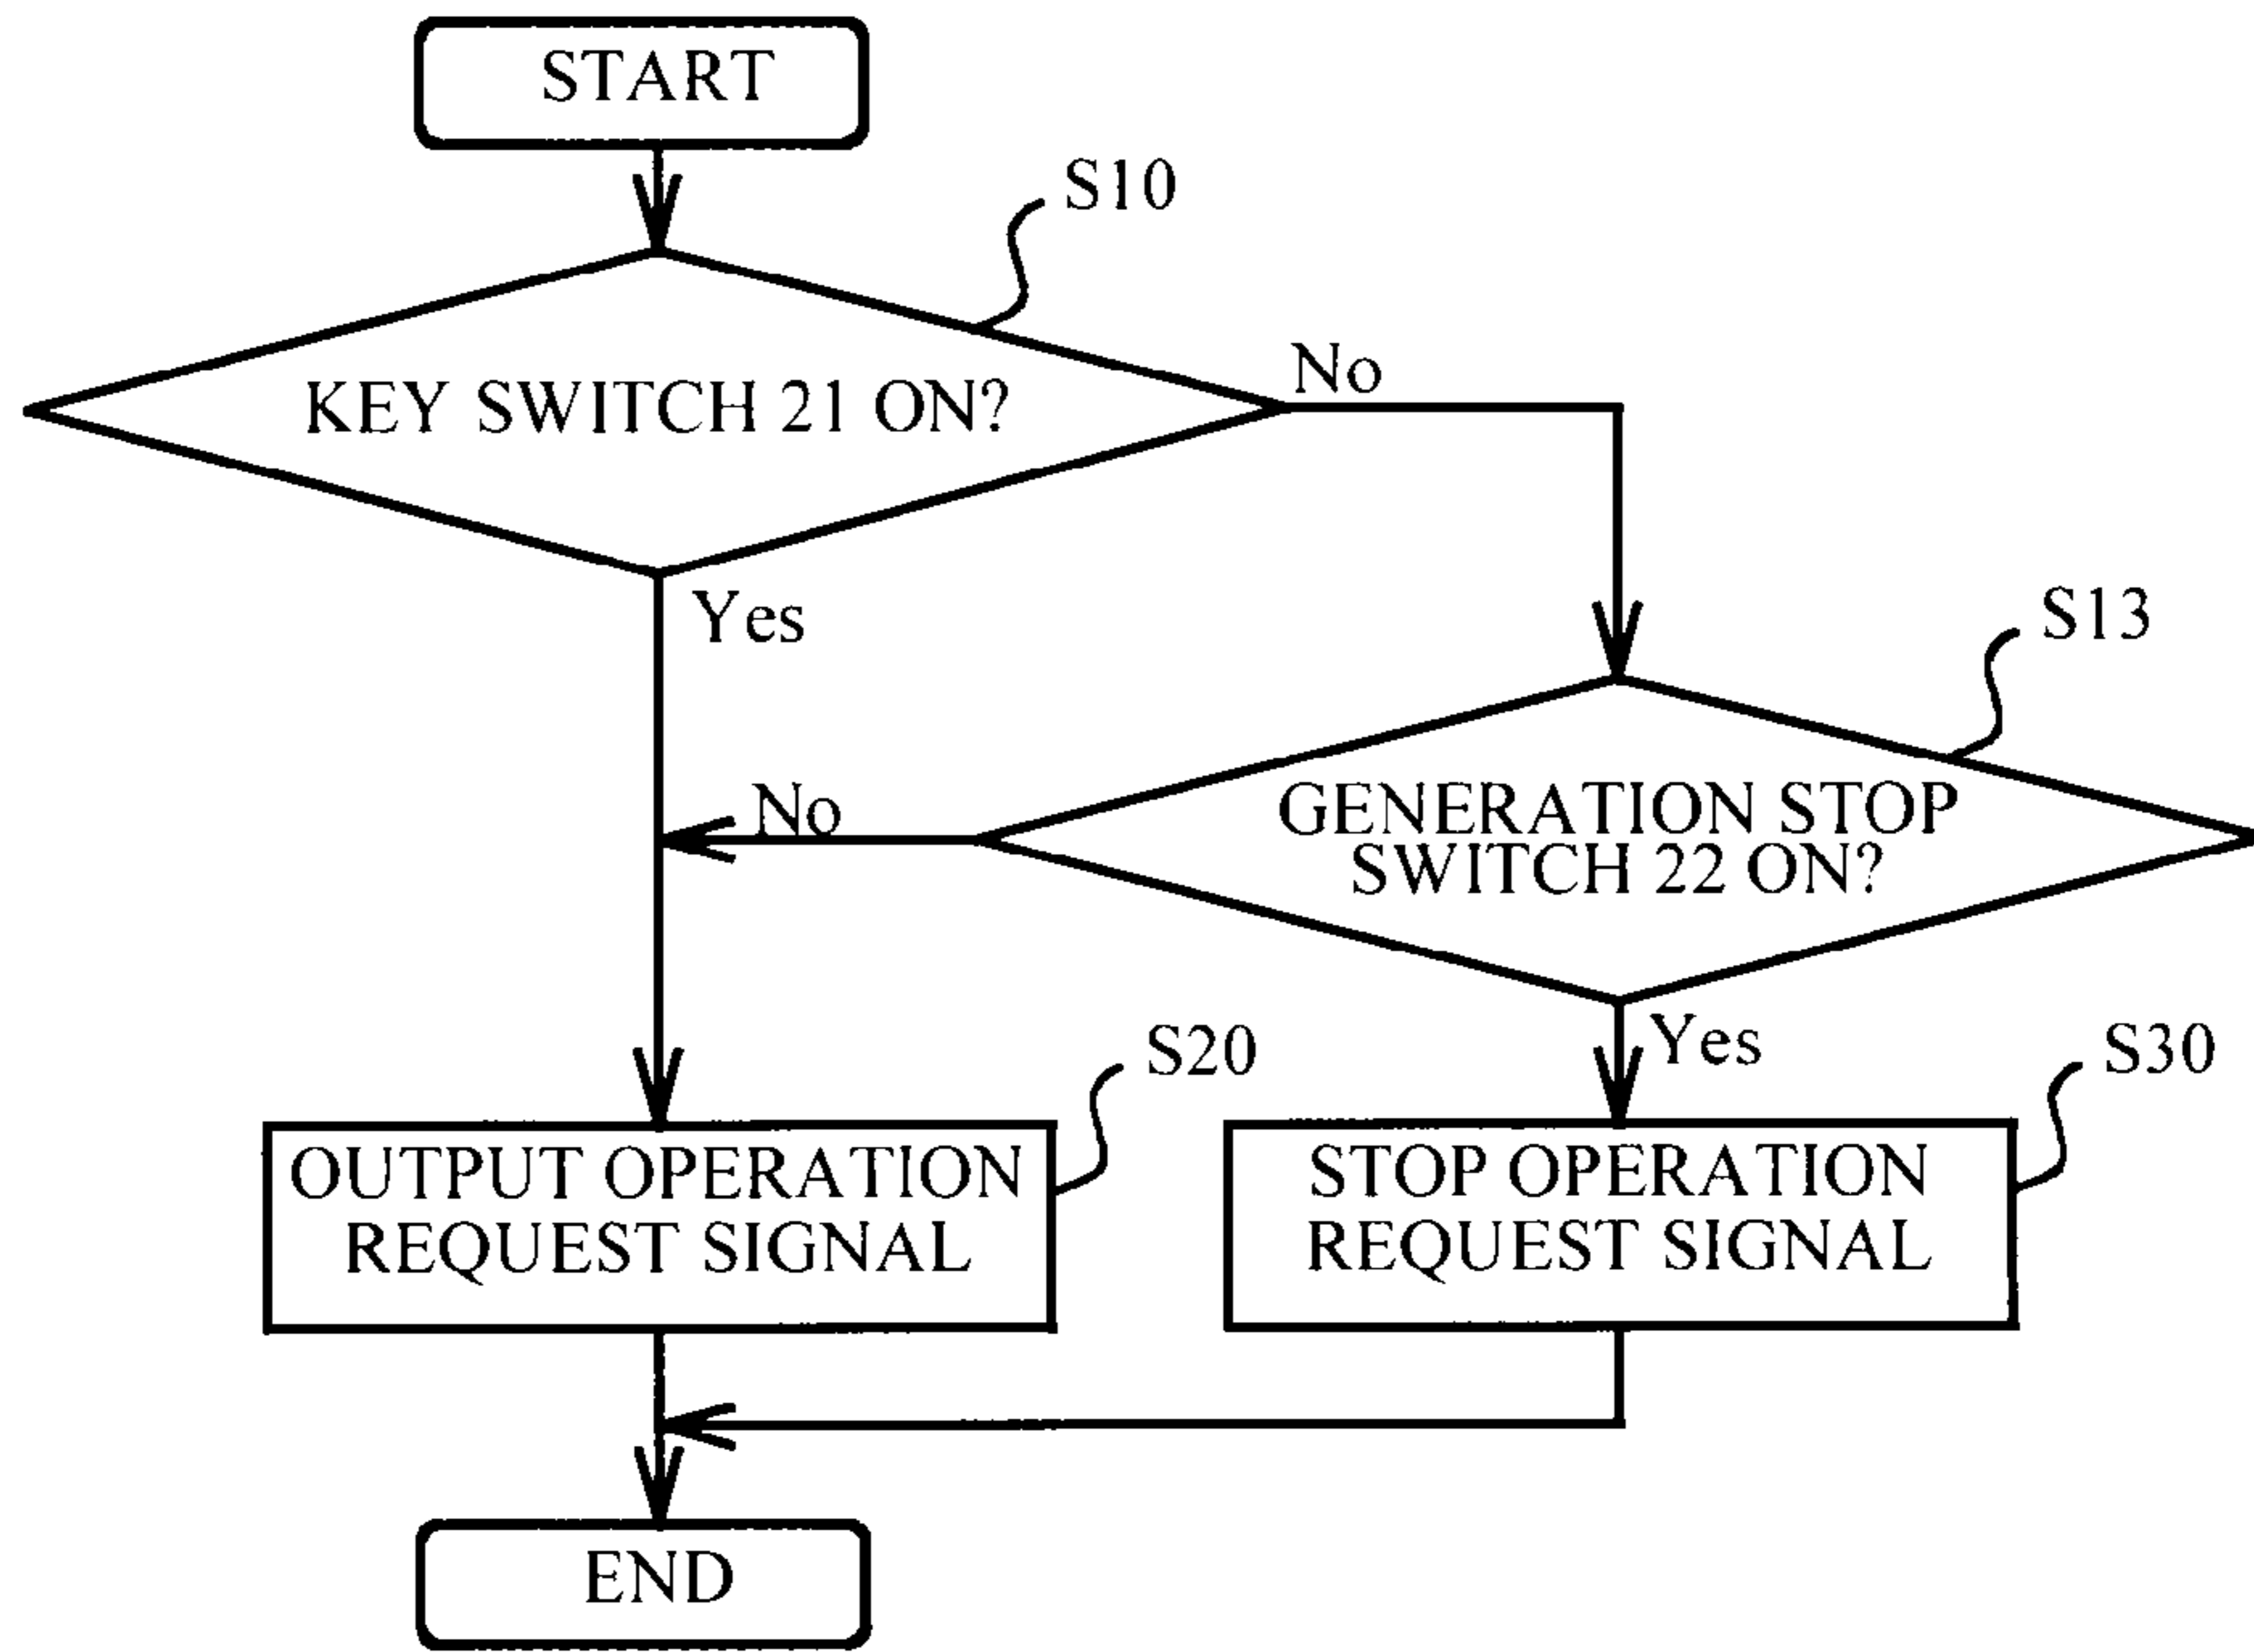 START
S10
KEY SWITCH 21 ON?
No
Yes
S13
No
GENERATION STOP
SWITCH 22 ON?
Yes
S20
S30
OUTPUT OPERATION
REQUEST SIGNAL
STOP OPERATION
REQUEST SIGNAL
END